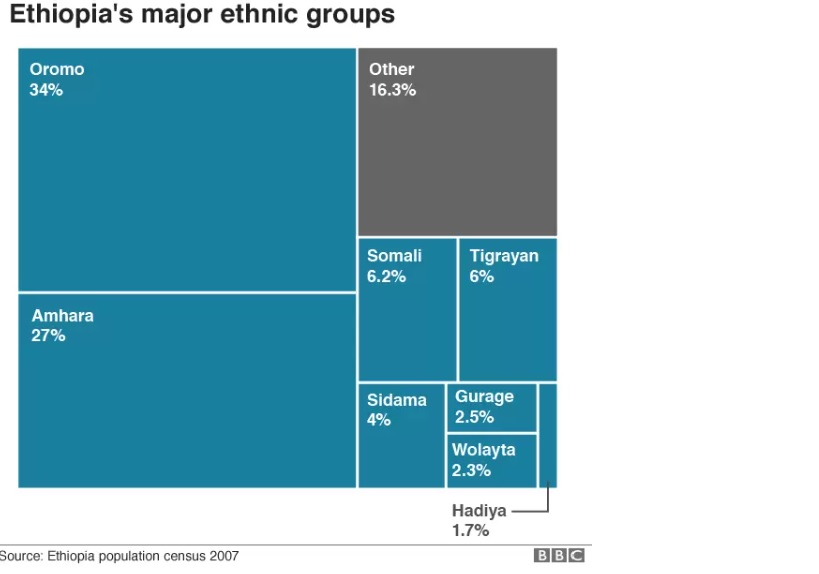 Ethiopia's major ethnic groups
Oromo
34%
Other
16.3%
Somali
6.2%
Tigrayan
6%
Amhara
27%
Sidama
4%
Gurage
2.5%
Wolayta
2.3%
Hadiya
1.7%
Source: Ethiopia population census 2007
BBC